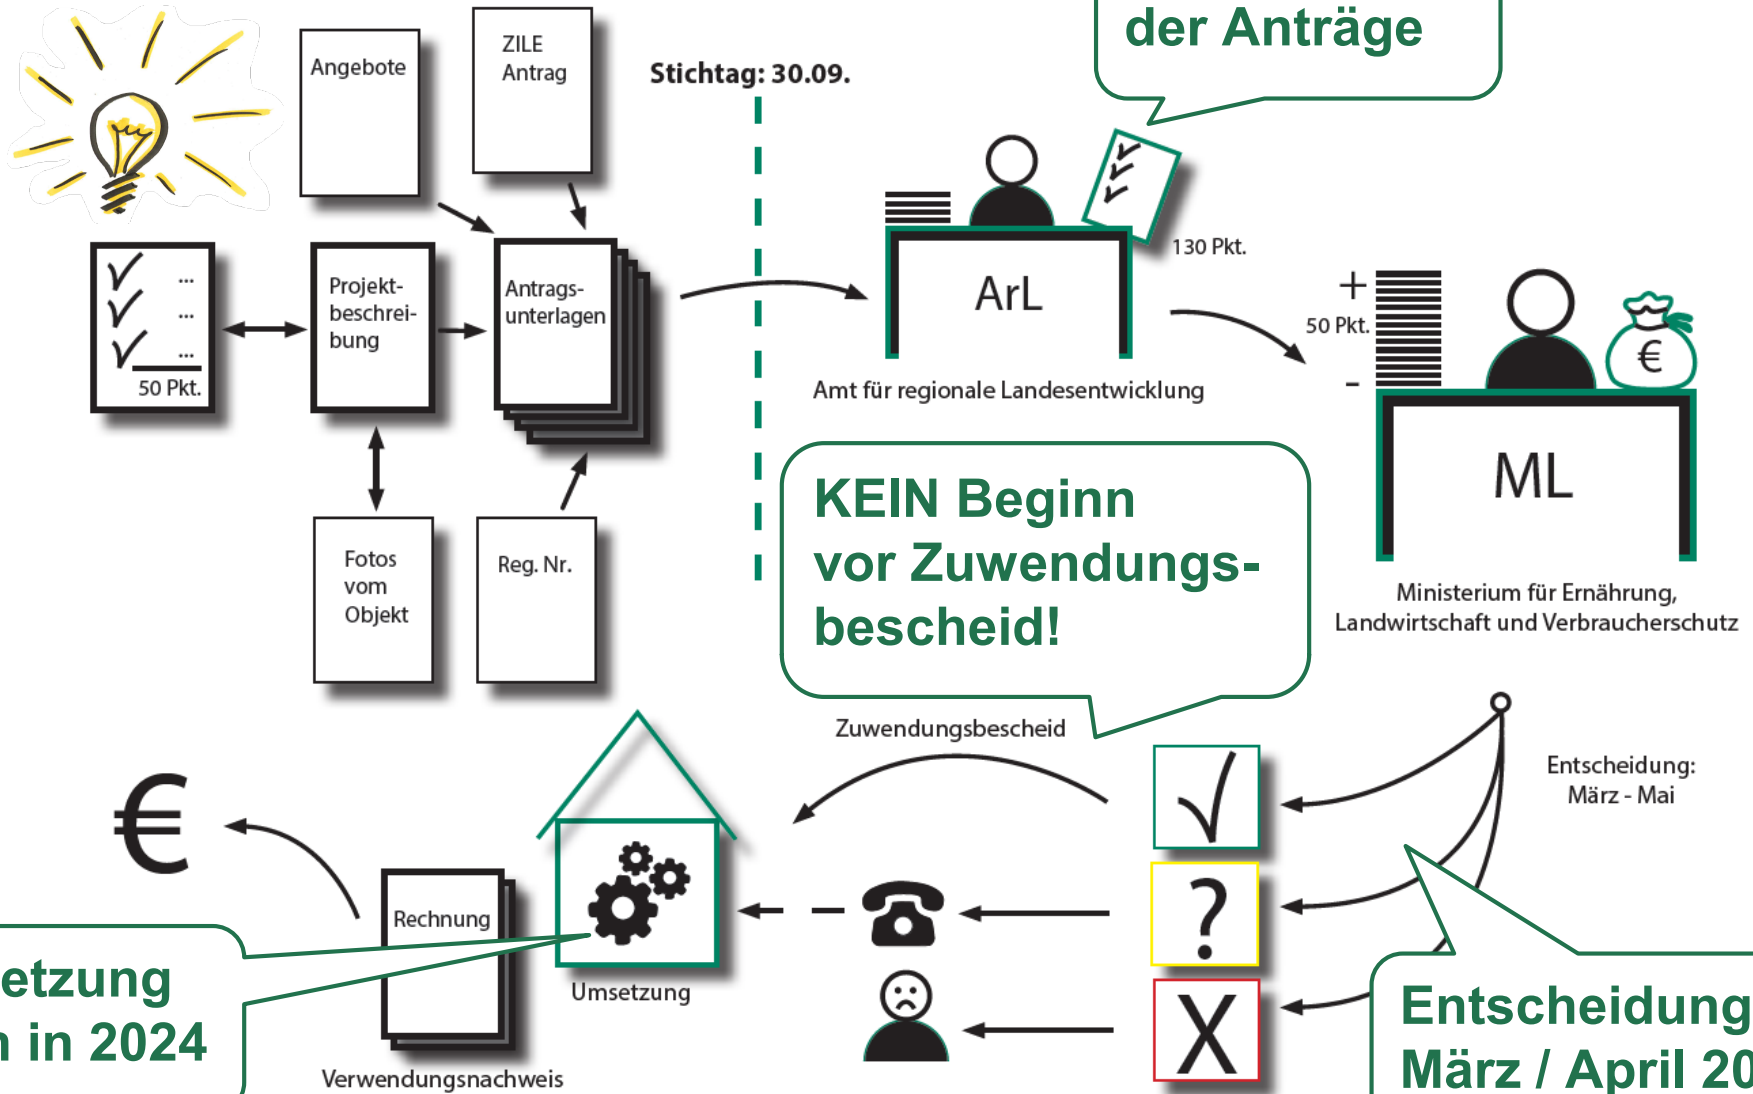 der Anträge
Angebote
ZILE
Antrag
Stichtag: 30.09.
...
...
...
50 Pkt.
Projekt-
beschrei-
bung
Antrags-
unterlagen
ArL
130 Pkt.
Amt für regionale Landesentwicklung
+
50 Pkt.
-
€
ML
Ministerium für Ernährung,
Landwirtschaft und Verbraucherschutz
Fotos
vom
Objekt
Reg. Nr.
KEIN Beginn
vor Zuwendungs-
bescheid!
Zuwendungsbescheid
Entscheidung:
März - Mai
?
X
€
Rechnung
Verwendungsnachweis
Umsetzung
etzung
in 2024
Entscheidung
März / April 20